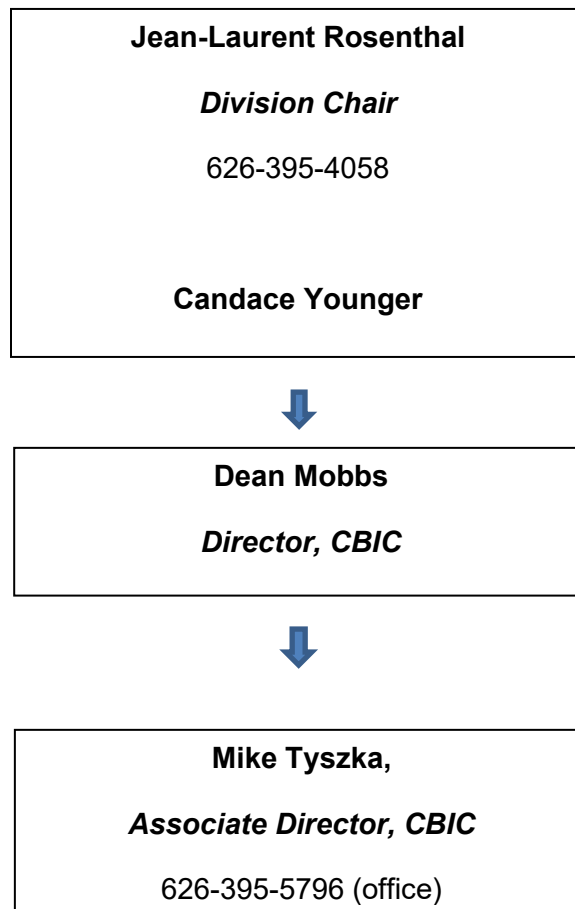 Jean-Laurent Rosenthal
Division Chair
626-395-4058
Candace Younger
Dean Mobbs
Director, CBIC
Mike Tyszka,
Associate Director, CBIC
626-395-5796 (office)